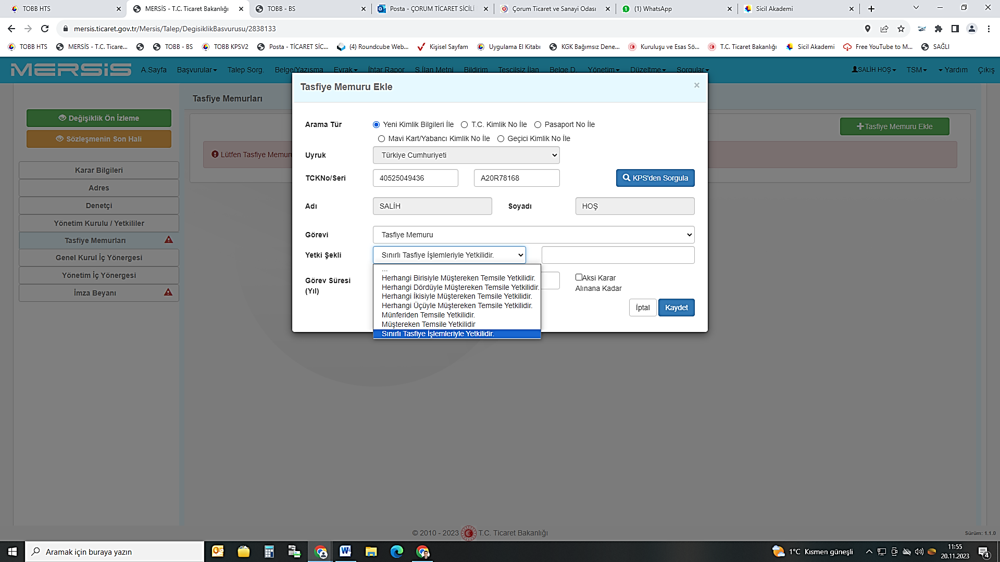 TOBB HTS
MERSİS - T.C. Ticaret Bakanlığı
TOBB - BS
Posta - ÇORUM TİCARET SİCİLİ
Çorum Ticaret ve Sanayi Odası
(1) WhatsApp
Sicil Akademi
mersis.ticaret.gov.tr/Mersis/Talep/DegisiklikBasvurusu/2838133
TOBB HTS
MERSİS - T.C. Ticare...
TOBB - BS
TOBB KPSV2
Posta - TİCARET SİC...
(4) Roundcube Web...
Kişisel Sayfam
Uygulama El Kitabı
KGK Bağımsız Dene...
Kuruluşu ve Esas Sö...
T.C. Ticaret Bakanlığı
Sicil Akademi
Free YouTube to M...
SAĞLI
MERSİS
A.Sayfa
Başvurular
Talep Sorg.
Belge/Yazışma
Evrak
İhtar Rapor
S.İlan Metni
Bildirim
Tescilsiz İlan
Belge D.
Yönetim
Düzeltme
Sorgular
SALİH HOŞ
TSM
Yardım
Çıkış
Değişiklik Ön İzleme
Sözleşmenin Son Hali
Karar Bilgileri
Adres
Denetçi
Yönetim Kurulu / Yetkililer
Tasfiye Memurları
Genel Kurul İç Yönergesi
Yönetim İç Yönergesi
İmza Beyanı
Tasfiye Memurları
Tasfiye Memuru Ekle
Lütfen Tasfiye Memuru
Tasfiye Memuru Ekle
×
Arama Tür
Yeni Kimlik Bilgileri İle
T.C. Kimlik No İle
Pasaport No İle
Mavi Kart/Yabancı Kimlik No İle
Geçici Kimlik No İle
Uyruk
Türkiye Cumhuriyeti
TCKNo/Seri
40525049436
A20R78168
KPS'den Sorgula
Adı
SALİH
Soyadı
HOŞ
Görevi
Tasfiye Memuru
Yetki Şekli
Sınırlı Tasfiye İşlemleriyle Yetkilidir.
...
Herhangi Birisiyle Müştereken Temsile Yetkilidir.
Herhangi Dördüyle Müştereken Temsile Yetkilidir.
Herhangi İkisiyle Müştereken Temsile Yetkilidir.
Herhangi Üçüyle Müştereken Temsile Yetkilidir.
Münferiden Temsile Yetkilidir.
Müştereken Temsile Yetkilidir
Sınırlı Tasfiye İşlemleriyle Yetkilidir.
Görev Süresi
(Yıl)
Aksi Karar
Alınana Kadar
İptal
Kaydet
© 2010 - 2023
T.C. Ticaret Bakanlığı
Sürüm: 1.1.0
Aramak için buraya yazın
1°C Kısmen güneşli
11:55
20.11.2023
4